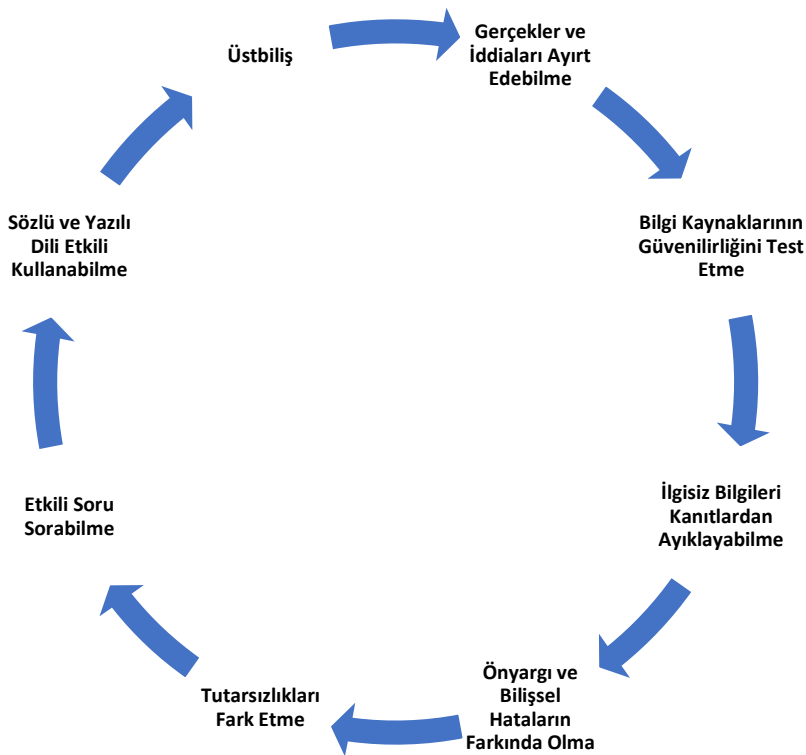 Üstbiliş
Gerçekler ve
İddiaları Ayırt
Edebilme
Bilgi Kaynaklarının
Güvenilirliğini Test
Etme
İlgisiz Bilgileri
Kanıtlardan
Ayıklayabilme
Önyargı ve
Bilişsel
Hataların
Farkında Olma
Tutarsızlıkları
Fark Etme
Etkili Soru
Sorabilme
Sözlü ve Yazılı
Dili Etkili
Kullanabilme